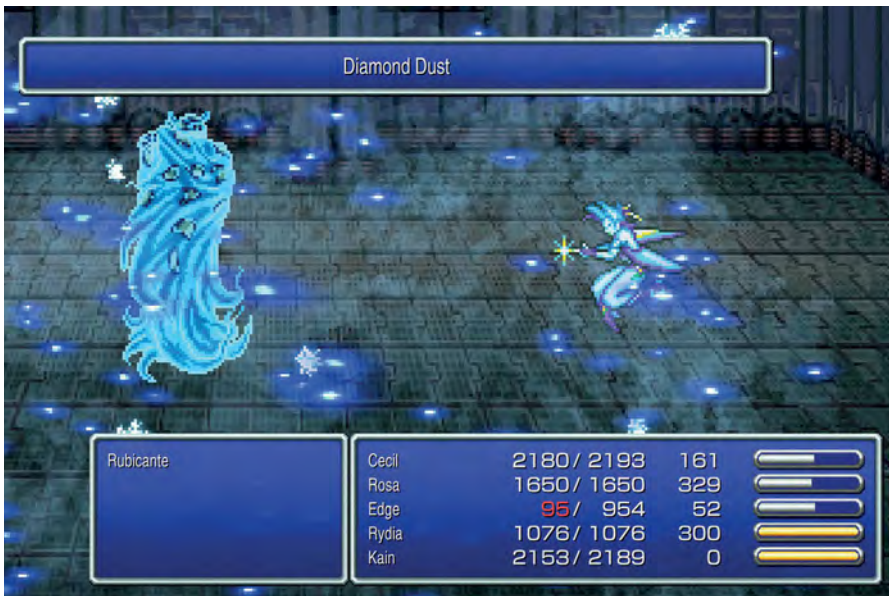 Diamond Dust
Rubicante
Cecil 2180/ 2193 161
Rosa 1650/ 1650 329
Edge 95/ 954 52
Rydia 1076/ 1076 300
Kain 2153/ 2189 0